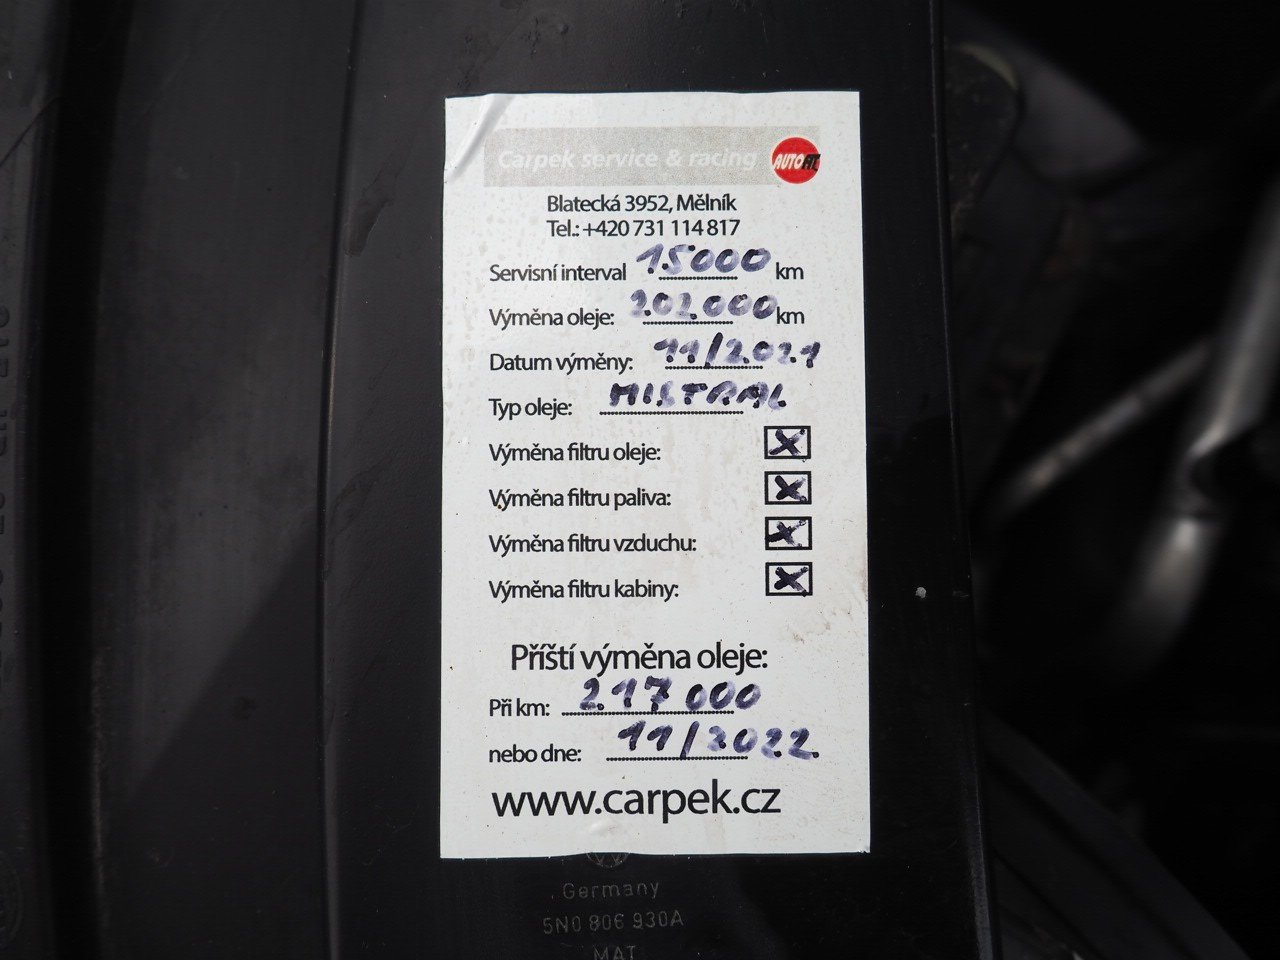 Carpek service & racing AUTOFIT
Blatecká 3952, Mělník
Tel.: +420 731 114 817
Servisní interval 15000 km
Výměna oleje: 202.000 km
Datum výměny: 11/2021
Typ oleje: MISTRAL
Výměna filtru oleje: X
Výměna filtru paliva: X
Výměna filtru vzduchu: X
Výměna filtru kabiny: X
Příští výměna oleje:
Při km: 217 000
nebo dne: 11/2022
www.carpek.cz
Germany
5N0 806 930A
MAT